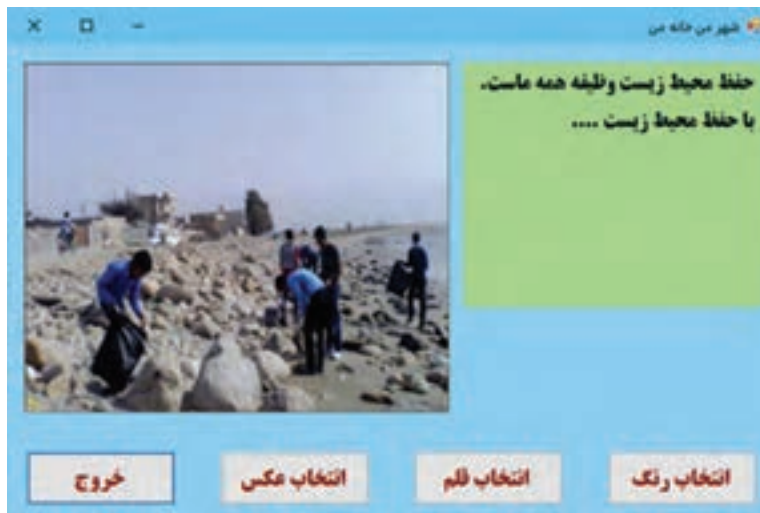 شهر من خانه من
حفظ محیط زیست وظیفه همه ماست.
با حفظ محیط زیست ....
انتخاب رنگ
انتخاب قلم
انتخاب عکس
خروج